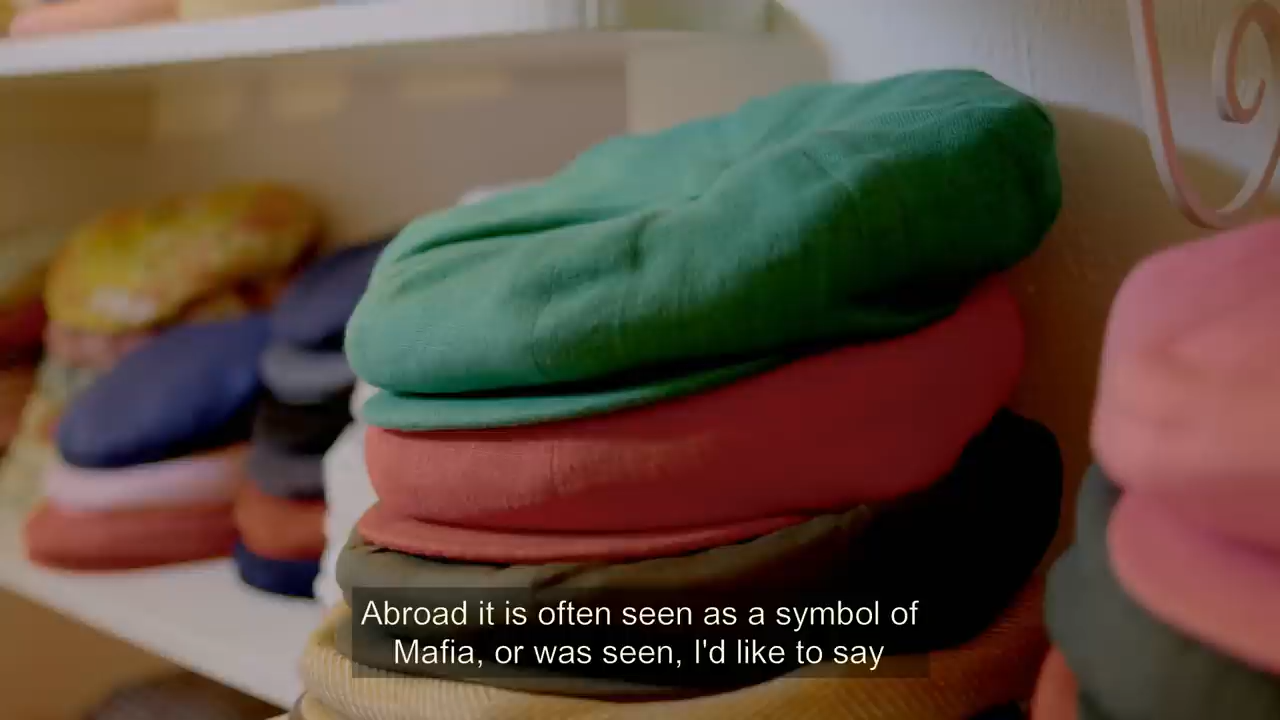 Abroad it is often seen as a symbol of
Mafia, or was seen, I'd like to say